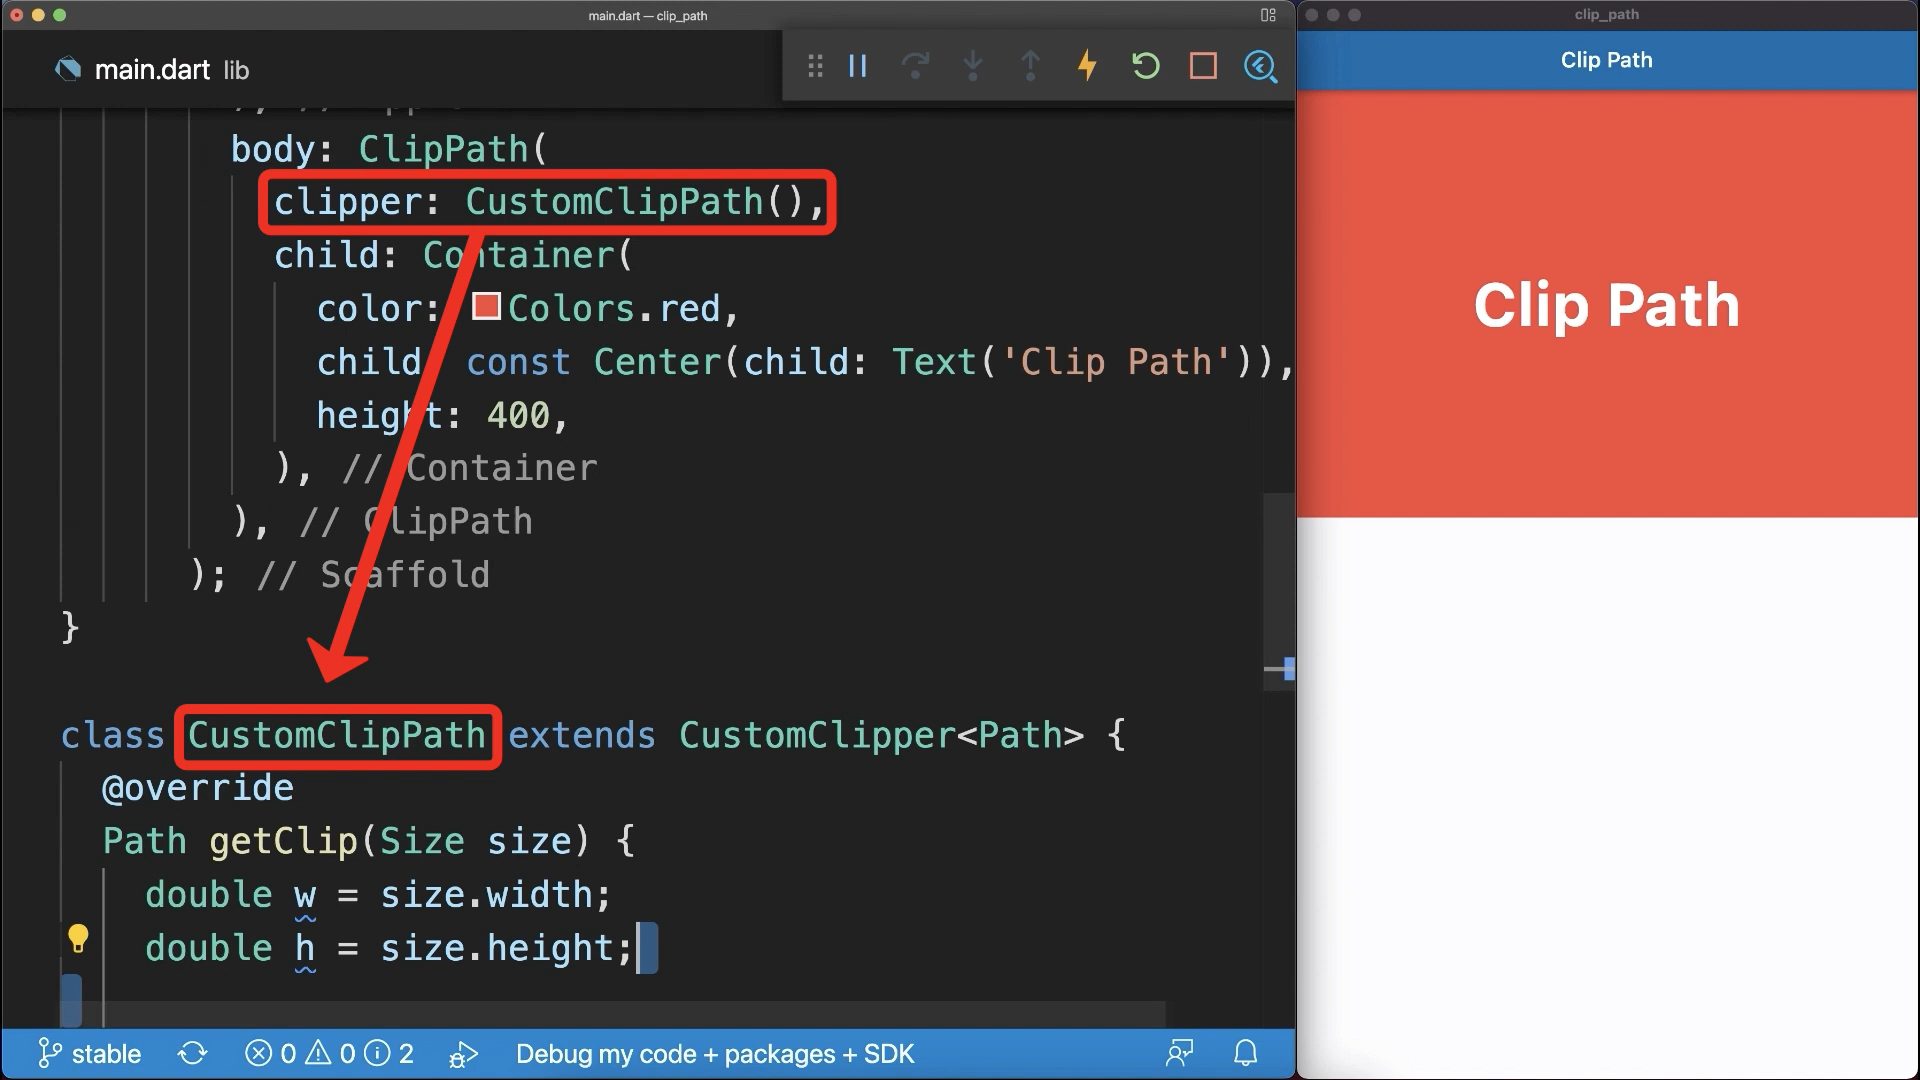 main.dart — clip_path
main.dart lib
body: ClipPath(
clipper: CustomClipPath(),
child: Container(
color: Colors.red,
child const Center(child: Text('Clip Path')),
height: 400,
), // Container
), // ClipPath
); // Scaffold
}
class CustomClipPath extends CustomClipper<Path> {
@override
Path getClip(Size size) {
double w = size.width;
double h = size.height;
stable 0 0 2 Debug my code + packages + SDK
clip_path
Clip Path
Clip Path